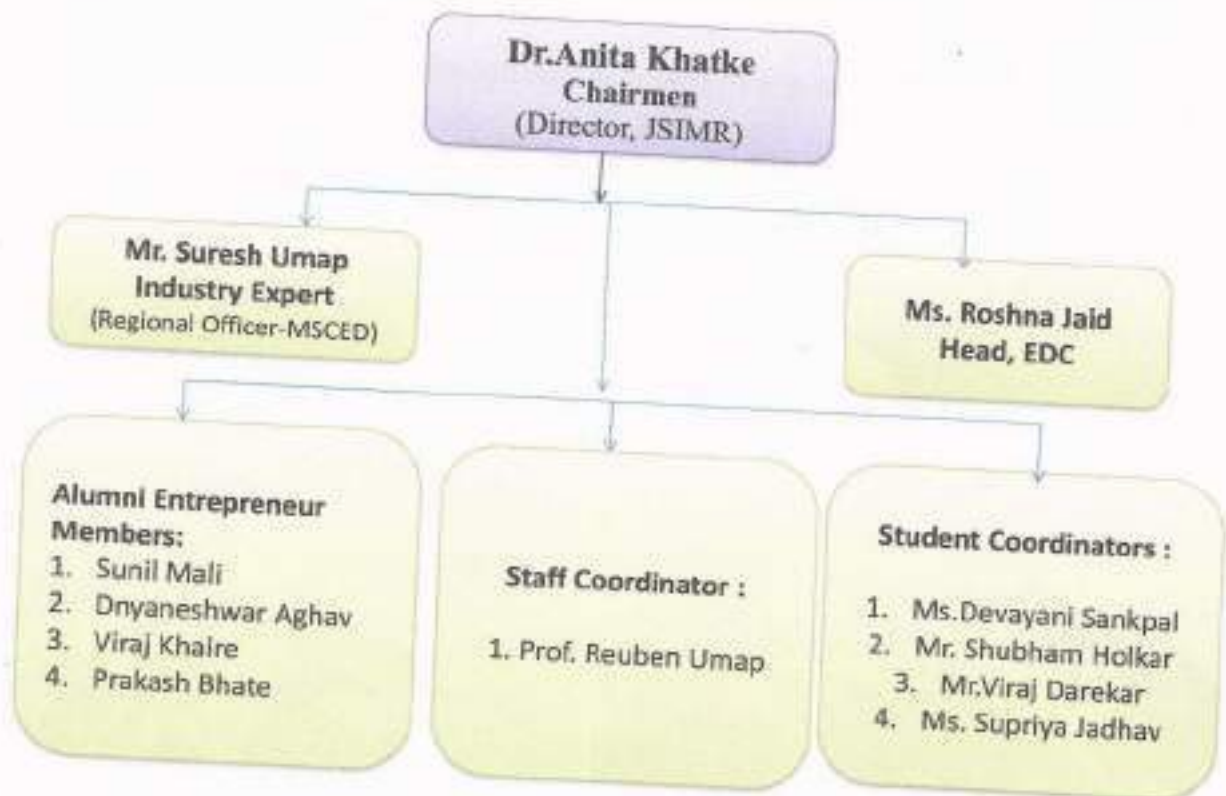 Dr.Anita Khatke
Chairmen
(Director, JSIMR)
Mr. Suresh Umap
Industry Expert
(Regional Officer-MSCED)
Ms. Roshna Jaid
Head, EDC
Alumni Entrepreneur
Members:
1. Sunil Mali
2. Dnyaneshwar Aghav
3. Viraj Khaire
4. Prakash Bhate
Staff Coordinator :
1. Prof. Reuben Umap
Student Coordinators :
1. Ms.Devayani Sankpal
2. Mr. Shubham Holkar
3. Mr.Viraj Darekar
4. Ms. Supriya Jadhav